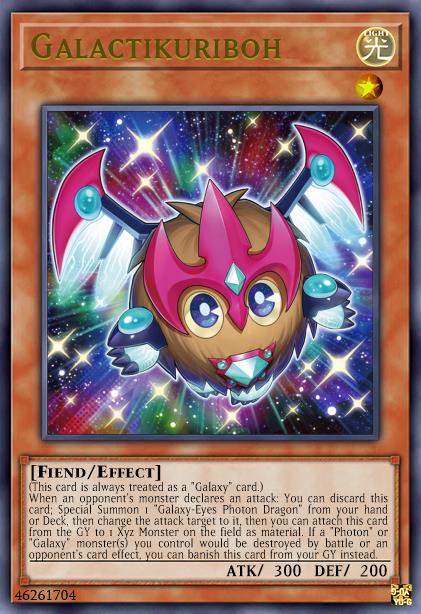 GALACTIKURIBOH
LIGHT
光
[FIEND/EFFECT]
(This card is always treated as a "Galaxy" card.)
When an opponent's monster declares an attack: You can discard this
card; Special Summon 1 "Galaxy-Eyes Photon Dragon" from your hand
or Deck, then change the attack target to it, then you can attach this card
from the GY to 1 Xyz Monster on the field as material. If a "Photon" or
"Galaxy" monster(s) you control would be destroyed by battle or an
opponent's card effect, you can banish this card from your GY instead.
ATK/ 300 DEF/ 200
46261704